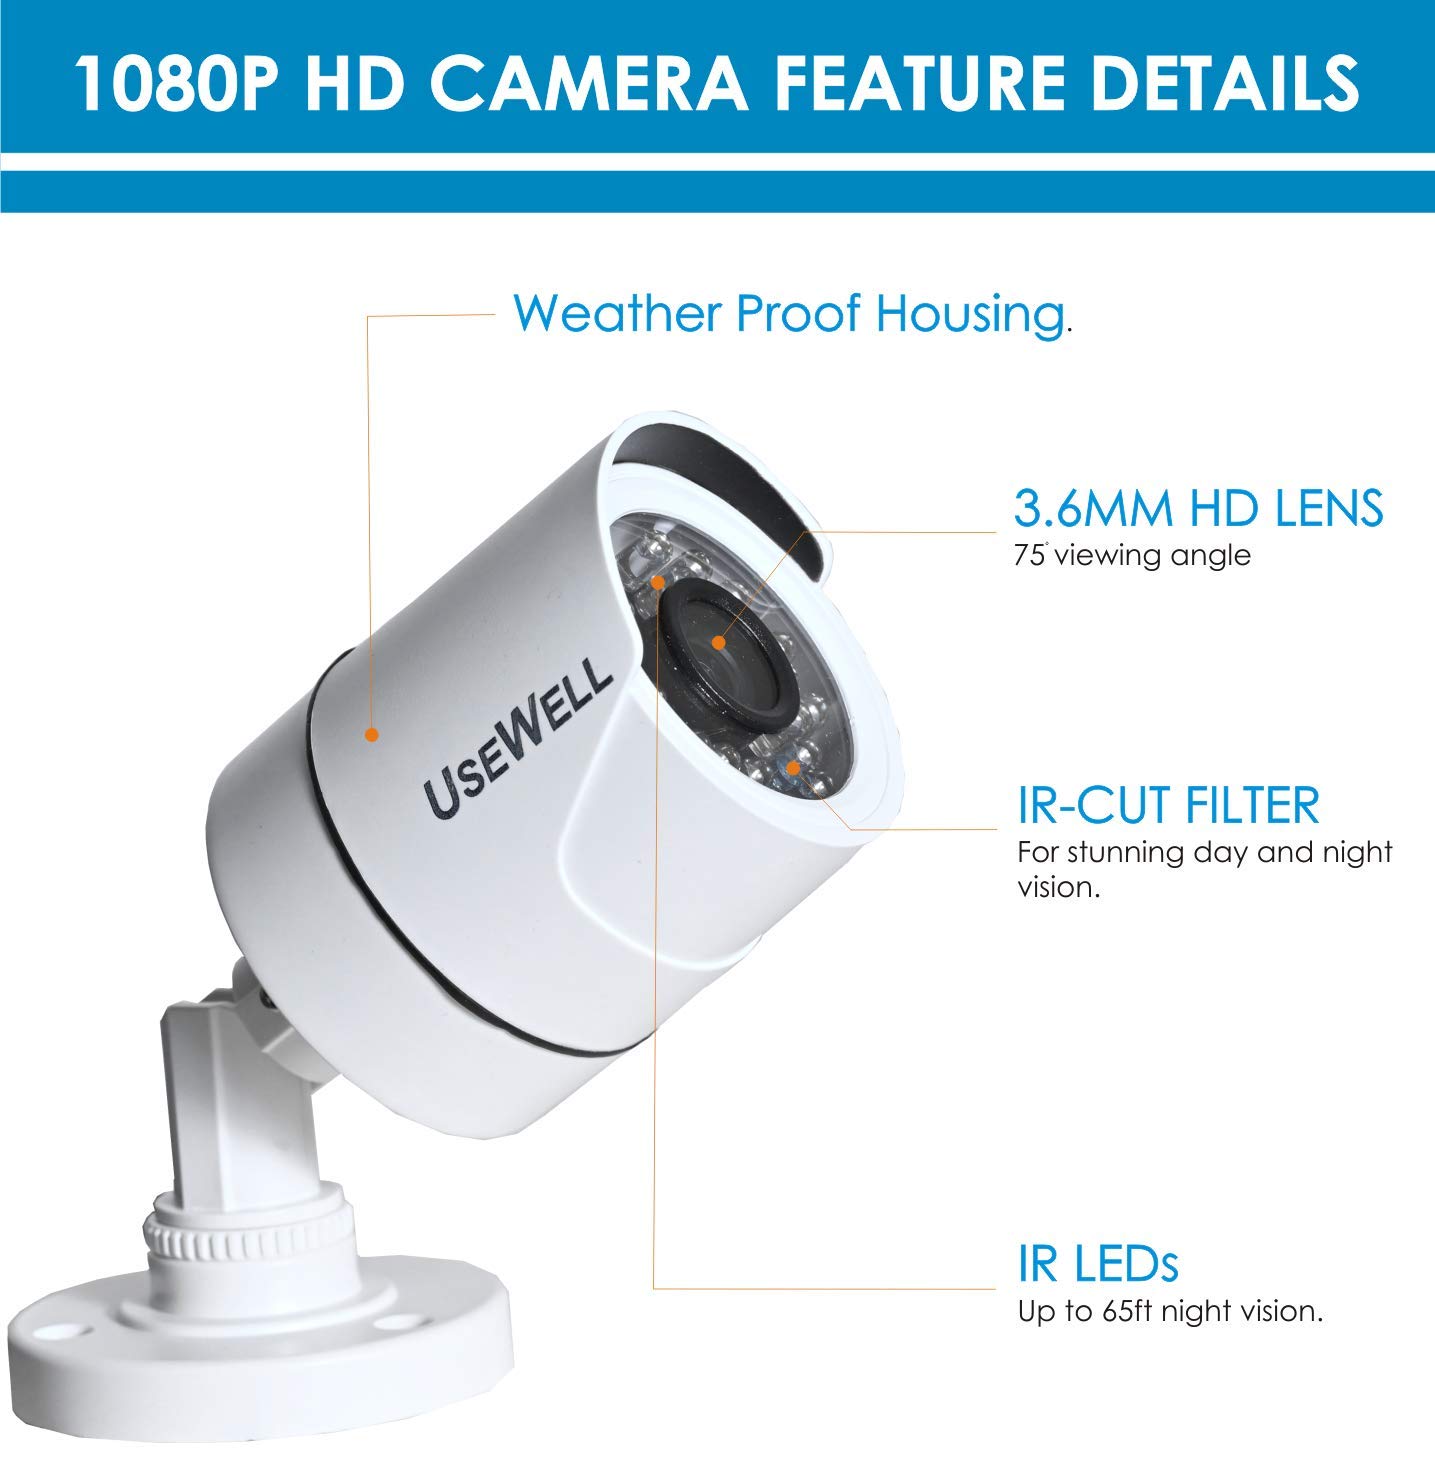 1080P HD CAMERA FEATURE DETAILS
Weather Proof Housing.
3.6MM HD LENS
75° viewing angle
USEWELL
IR-CUT FILTER
For stunning day and night
vision.
IR LEDs
Up to 65ft night vision.